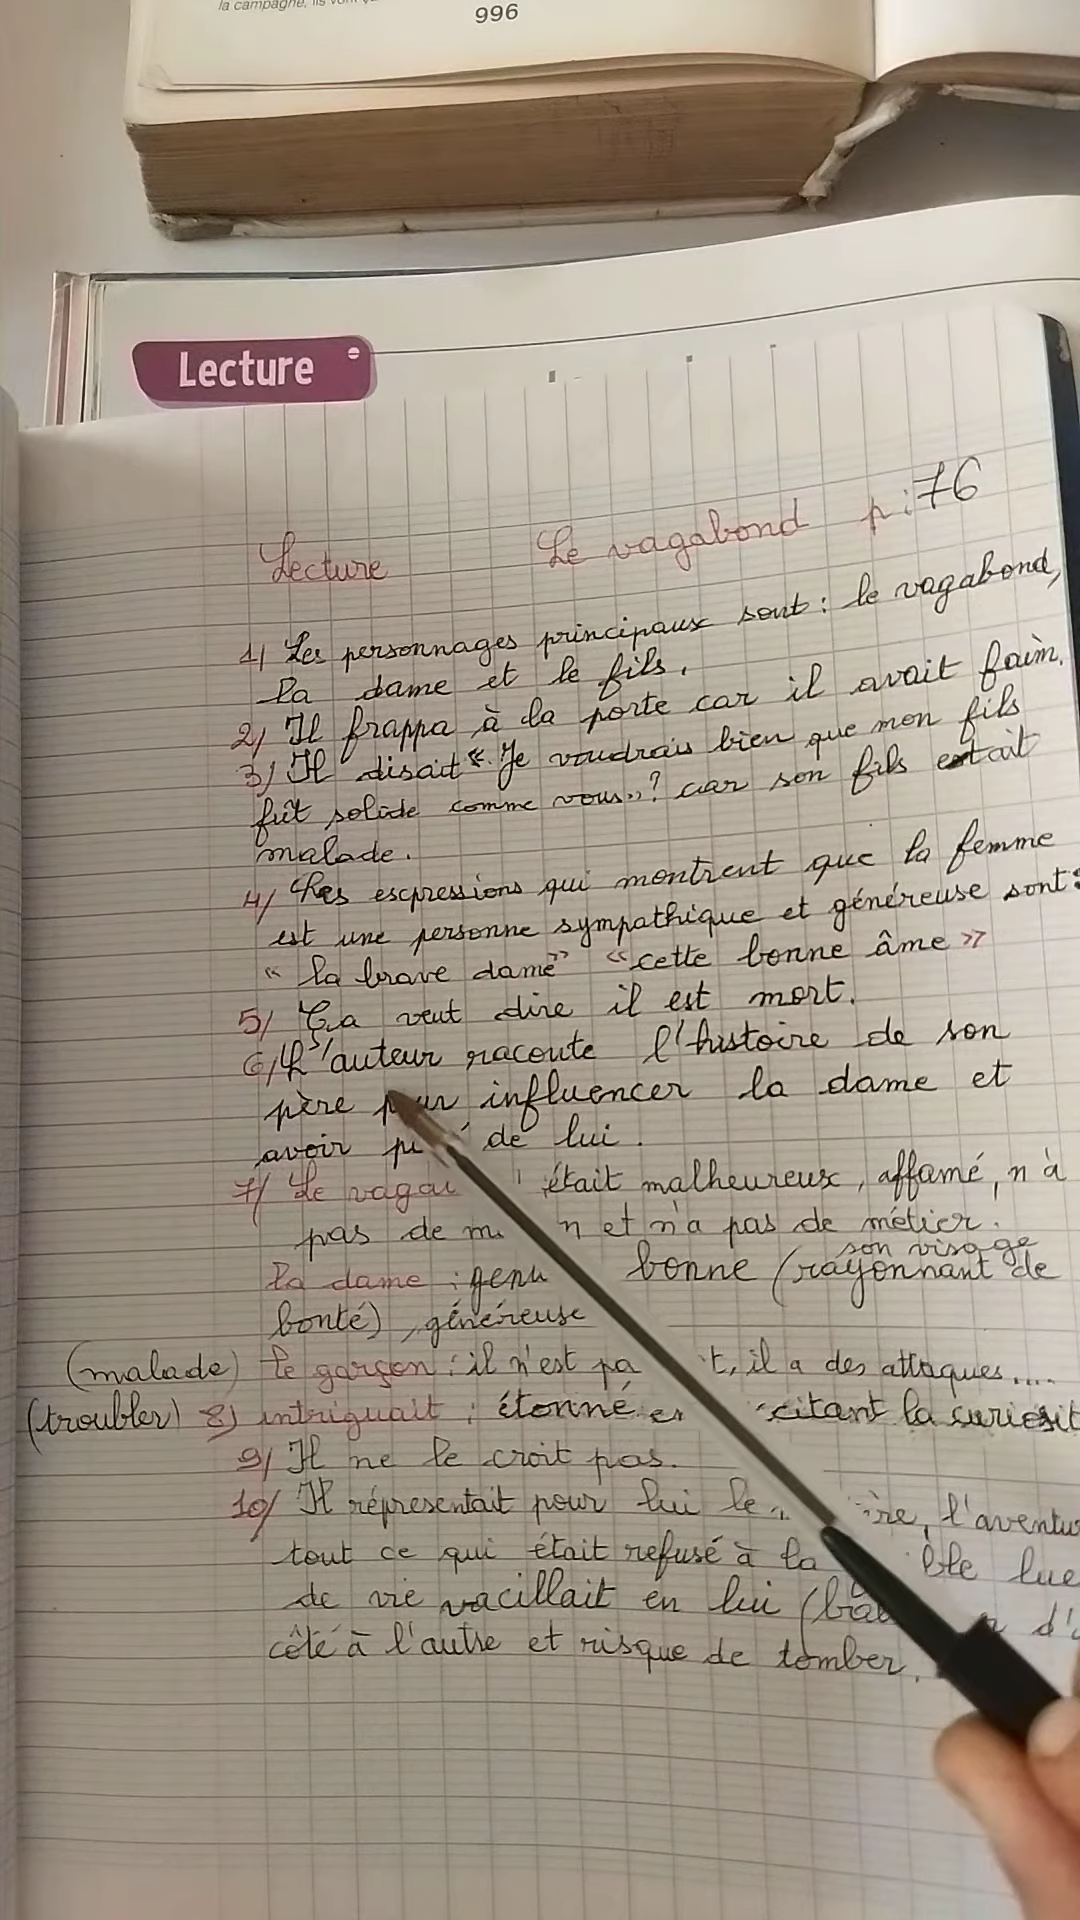 la campagne, ils vont
996
Lecture
Lecture Le vagabond p:76
1) Les personnages principaux sont : le vagabond,
la dame et le fils.
2) Il frappa à la porte car il avait faim.
3) Il disait «. Je voudrais bien que mon fils
fût solide comme vous..? car son fils était
malade.
4) Les escpressions qui montrent que la femme
est une personne sympathique et généreuse sont :
" la brave dame" «cette bonne âme»
5) Ça veut dire il est mort.
6) L'auteur raconte l'histoire de son
père pour influencer la dame et
avoir de lui.
7) Le était malheureux, affamé, n'a
pas de et n'a pas de métier.
son visage
la dame : bonne (rayonnant de
bonté), généreuse
(malade) le garçon : il n'est il a des attaques....
(troubler) 8) intriguait : étonné la
9) Il ne le croit pas.
10) Il réprésentait pour lui le
tout ce qui était refusé à la
de vie vacillait en lui
côté à l'autre et risque de tomber.